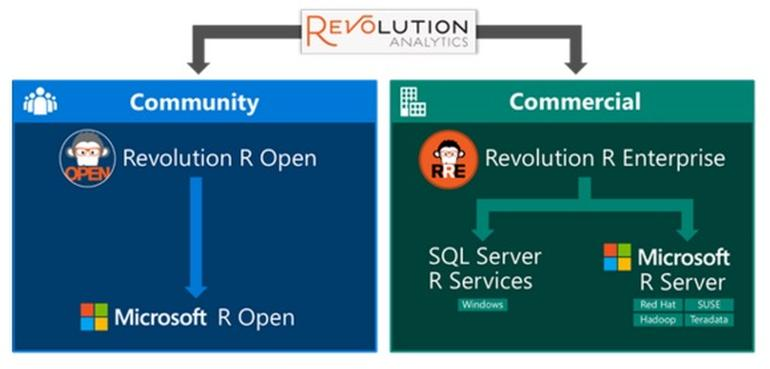 REVOLUTION
ANALYTICS
Community
OPEN
Revolution R Open
Microsoft R Open
Commercial
RRE
Revolution R Enterprise
SQL Server
R Services
Windows
Microsoft
R Server
Red Hat SUSE
Hadoop Teradata